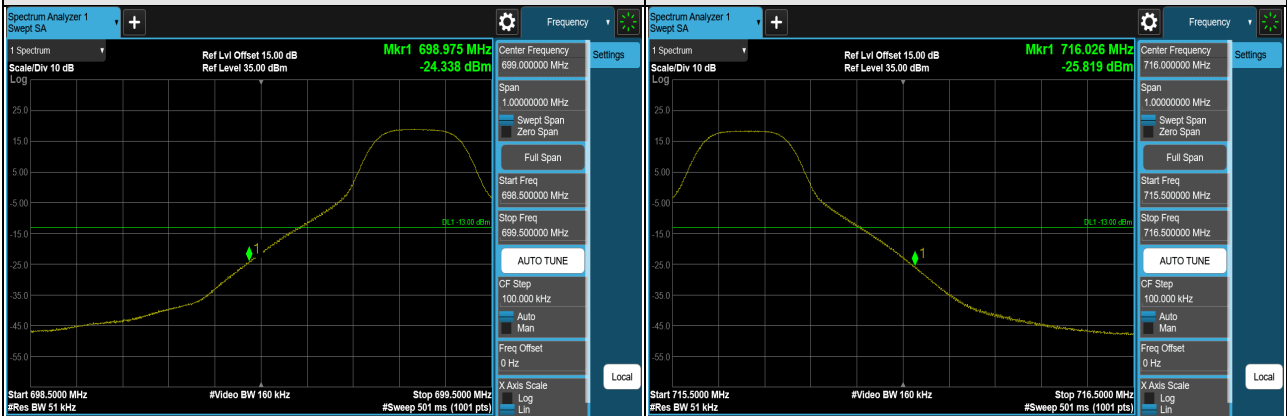 Spectrum Analyzer 1
Swept SA
Frequency
1 Spectrum
Scale/Div 10 dB
Ref Lvl Offset 15.00 dB
Ref Level 35.00 dBm
Mkr1 698.975 MHz
-24.338 dBm
Log
25.0
15.0
5.00
-5.00
-15.0
-25.0
-35.0
-45.0
-55.0
DL1 -13.00 dBm
1
Start 698.5000 MHz
#Res BW 51 kHz
#Video BW 160 kHz
Stop 699.5000 MHz
#Sweep 501 ms (1001 pts)
Center Frequency
699.000000 MHz
Settings
Span
1.00000000 MHz
Swept Span
Zero Span
Full Span
Start Freq
698.500000 MHz
Stop Freq
699.500000 MHz
AUTO TUNE
CF Step
100.000 kHz
Auto
Man
Freq Offset
0 Hz
Local
X Axis Scale
Log
Lin
Spectrum Analyzer 1
Swept SA
Frequency
1 Spectrum
Scale/Div 10 dB
Ref Lvl Offset 15.00 dB
Ref Level 35.00 dBm
Mkr1 716.026 MHz
-25.819 dBm
Log
25.0
15.0
5.00
-5.00
-15.0
-25.0
-35.0
-45.0
-55.0
DL1 -13.00 dBm
1
Start 715.5000 MHz
#Res BW 51 kHz
#Video BW 160 kHz
Stop 716.5000 MHz
#Sweep 501 ms (1001 pts)
Center Frequency
716.000000 MHz
Settings
Span
1.00000000 MHz
Swept Span
Zero Span
Full Span
Start Freq
715.500000 MHz
Stop Freq
716.500000 MHz
AUTO TUNE
CF Step
100.000 kHz
Auto
Man
Freq Offset
0 Hz
Local
X Axis Scale
Log
Lin